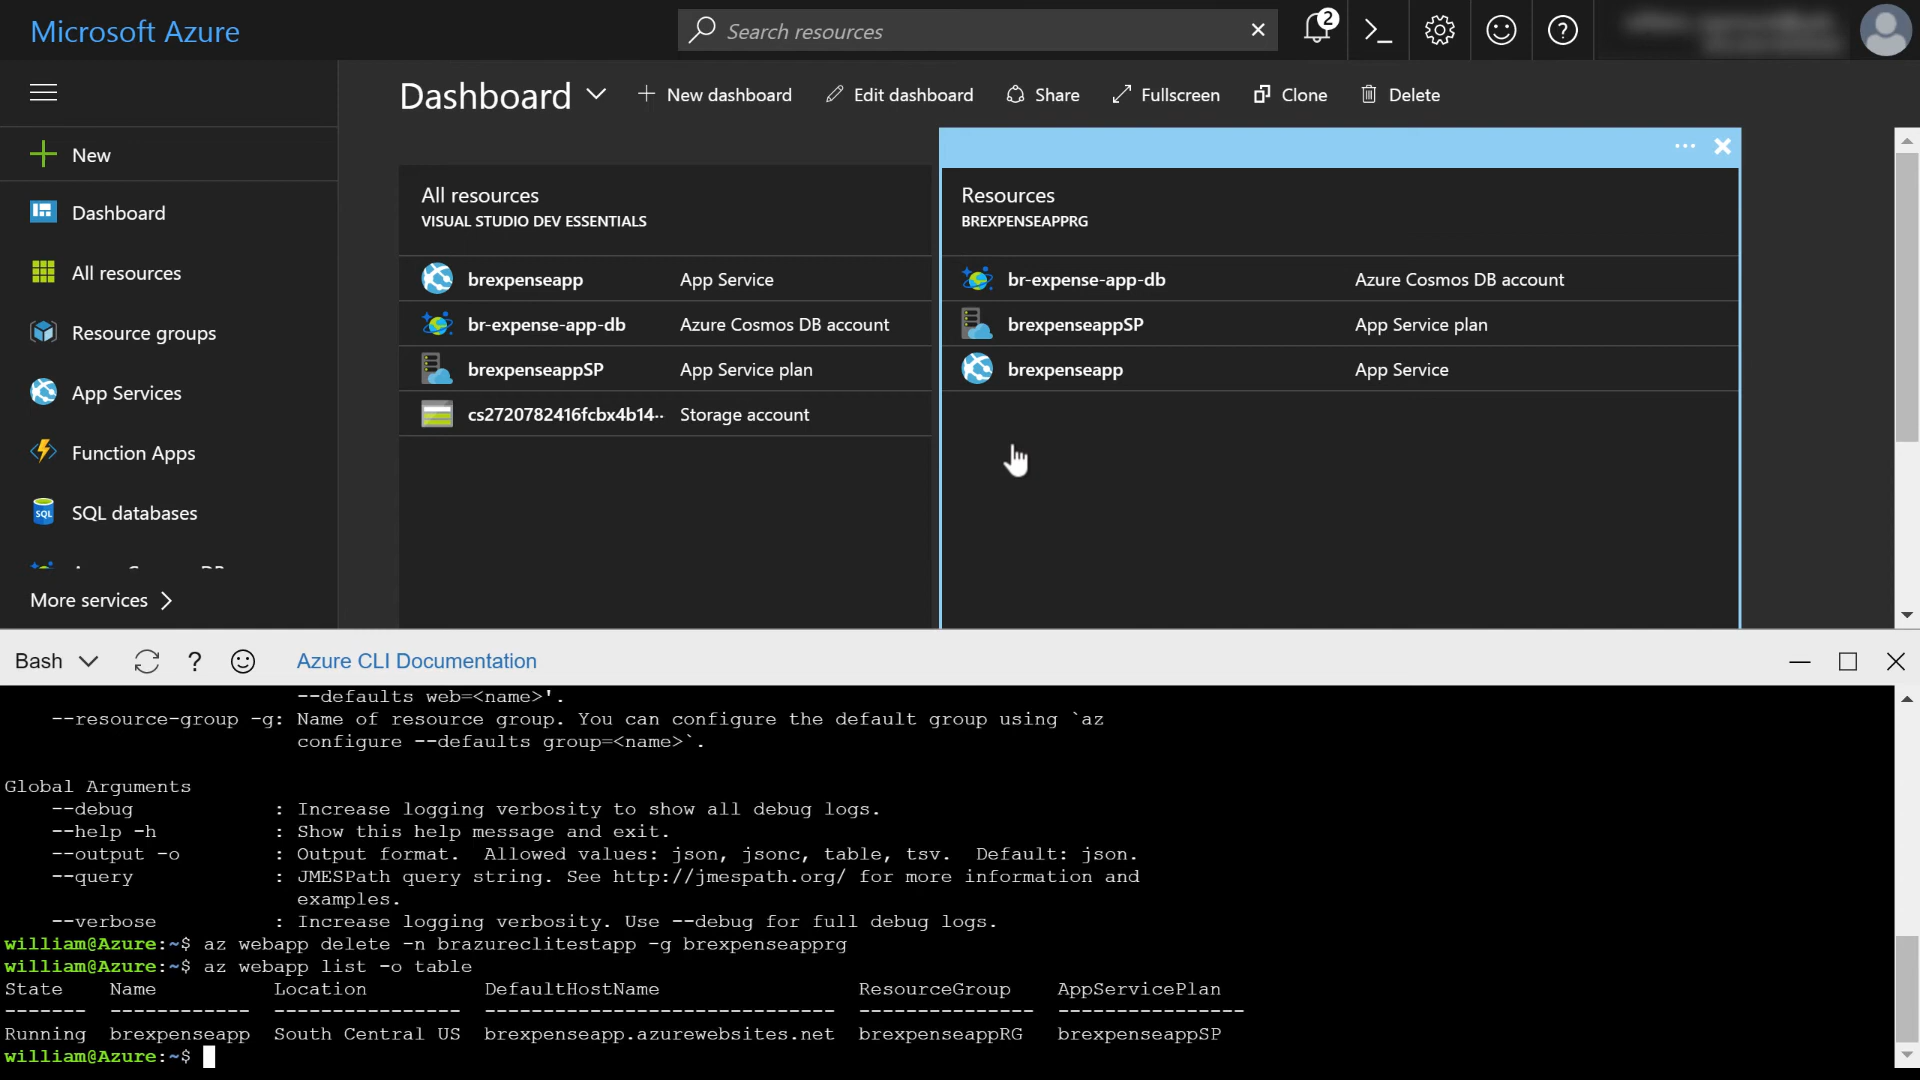 Microsoft Azure
Search resources
2
Dashboard
New dashboard
Edit dashboard
Share
Fullscreen
Clone
Delete
New
Dashboard
All resources
Resource groups
App Services
Function Apps
SQL databases
More services
All resources
VISUAL STUDIO DEV ESSENTIALS
brexpenseapp App Service
br-expense-app-db Azure Cosmos DB account
brexpenseappSP App Service plan
cs2720782416fcbx4b14·· Storage account
Resources
BREXPENSEAPPRG
br-expense-app-db Azure Cosmos DB account
brexpenseappSP App Service plan
brexpenseapp App Service
Bash
?
Azure CLI Documentation
--defaults web=<name>'.
--resource-group -g: Name of resource group. You can configure the default group using `az
configure --defaults group=<name>`.
Global Arguments
--debug : Increase logging verbosity to show all debug logs.
--help -h : Show this help message and exit.
--output -o : Output format. Allowed values: json, jsonc, table, tsv. Default: json.
--query : JMESPath query string. See http://jmespath.org/ for more information and
examples.
--verbose : Increase logging verbosity. Use --debug for full debug logs.
william@Azure:~$ az webapp delete -n brazureclitestapp -g brexpenseapprg
william@Azure:~$ az webapp list -o table
State Name Location DefaultHostName ResourceGroup AppServicePlan
------- ------------ ---------------- ------------------------------ --------------- ----------------
Running brexpenseapp South Central US brexpenseapp.azurewebsites.net brexpenseappRG brexpenseappSP
william@Azure:~$